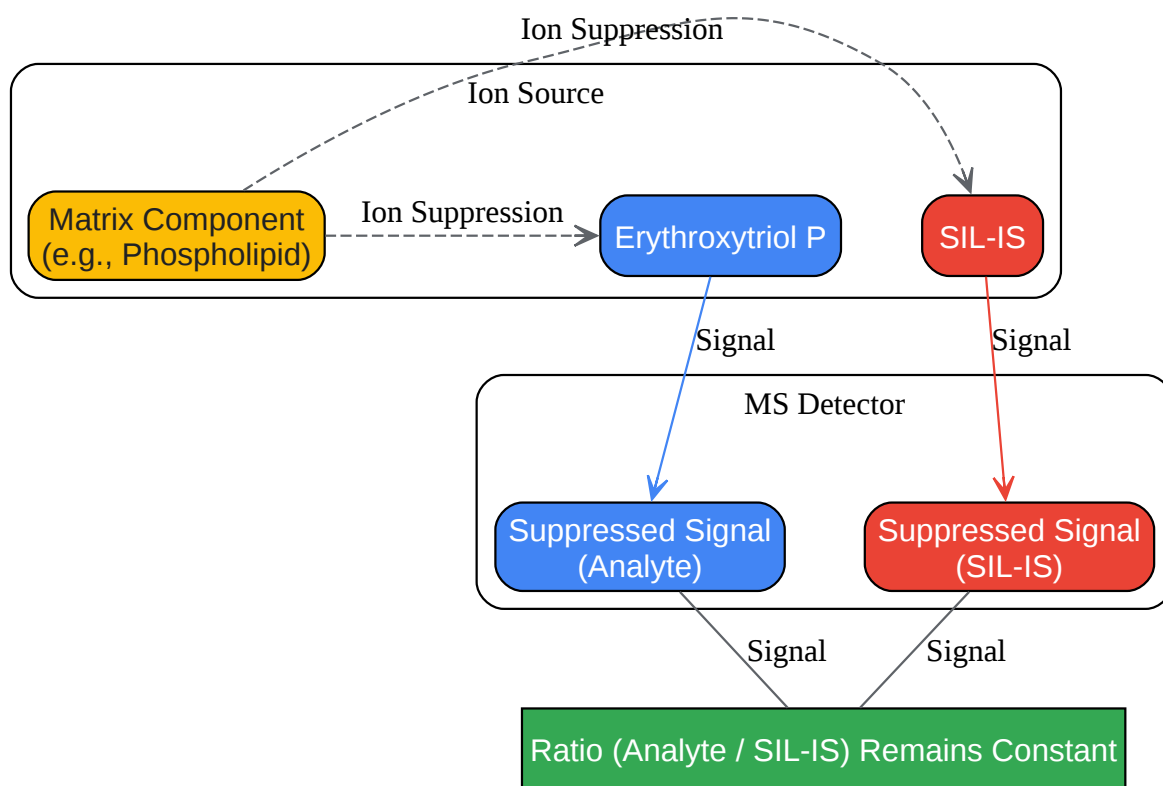 Ion Suppression
Ion Source
Matrix Component
(e.g., Phospholipid)
Ion Suppression
Erythroxytriol P
SIL-IS
Signal
Signal
MS Detector
Suppressed Signal
(Analyte)
Suppressed Signal
(SIL-IS)
Signal
Signal
Ratio (Analyte / SIL-IS) Remains Constant